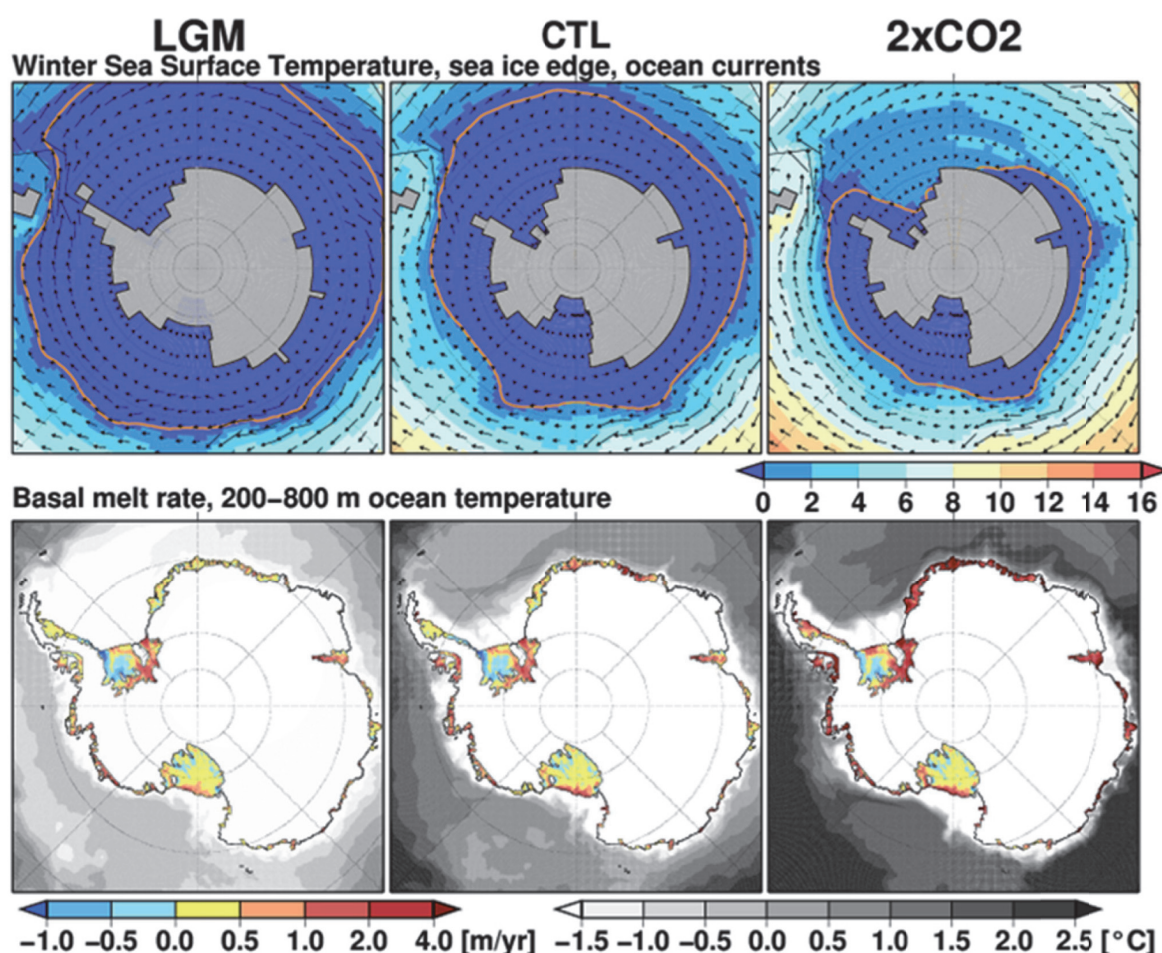 LGM CTL 2xCO2
Winter Sea Surface Temperature, sea ice edge, ocean currents
0 2 4 6 8 10 12 14 16
Basal melt rate, 200−800 m ocean temperature
−1.0 −0.5 0.0 0.5 1.0 2.0 4.0 [m/yr] −1.5 −1.0 −0.5 0.0 0.5 1.0 1.5 2.0 2.5 [°C]